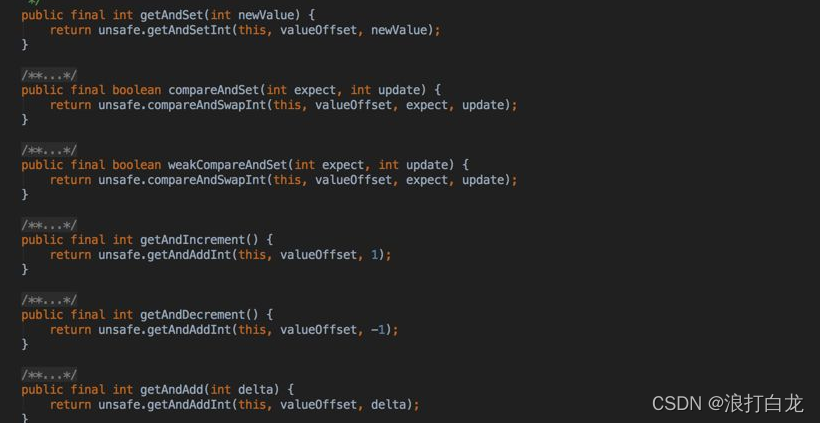 */
public final int getAndSet(int newValue) {
    return unsafe.getAndSetInt(this, valueOffset, newValue);
}
/**...*/
public final boolean compareAndSet(int expect, int update) {
    return unsafe.compareAndSwapInt(this, valueOffset, expect, update);
}
/**...*/
public final boolean weakCompareAndSet(int expect, int update) {
    return unsafe.compareAndSwapInt(this, valueOffset, expect, update);
}
/**...*/
public final int getAndIncrement() {
    return unsafe.getAndAddInt(this, valueOffset, 1);
}
/**...*/
public final int getAndDecrement() {
    return unsafe.getAndAddInt(this, valueOffset, -1);
}
/**...*/
public final int getAndAdd(int delta) {
    return unsafe.getAndAddInt(this, valueOffset, delta);
}
CSDN @浪打白龙